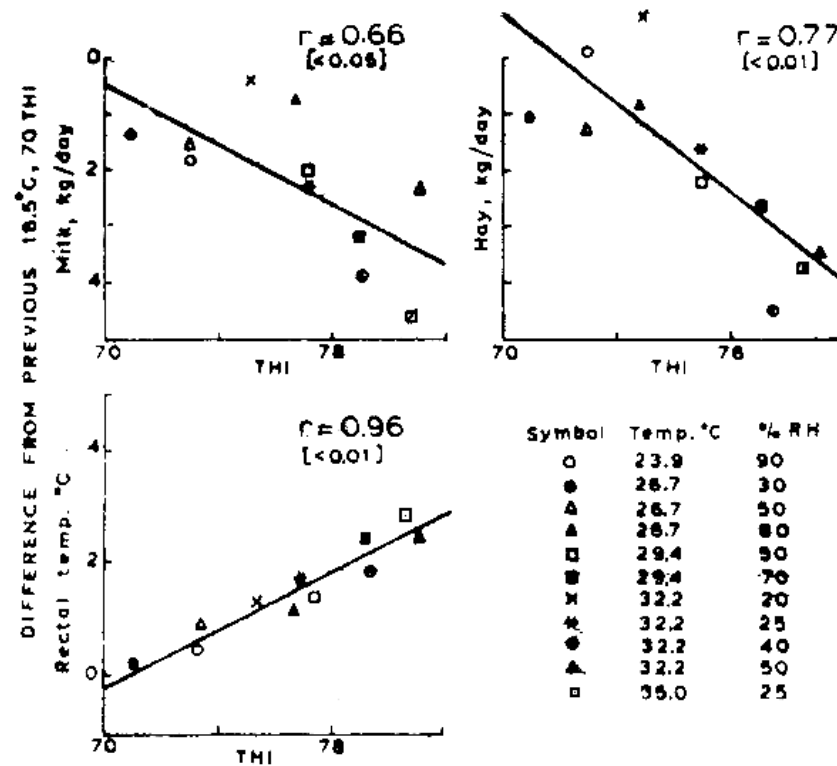 DIFFERENCE FROM PREVIOUS 18.5°C, 70 THI
Milk, kg/day
0
2
4
r = 0.66
[<0.05]
70
78
THI
Hay, kg/day
r = 0.77
[<0.01]
70
76
THI
Rectal temp. °C
4
2
0
r = 0.96
[<0.01]
70
78
THI
Symbol Temp. °C % RH
23.9 90
26.7 30
26.7 50
26.7 80
29.4 50
29.4 70
32.2 20
32.2 25
32.2 40
32.2 50
35.0 25